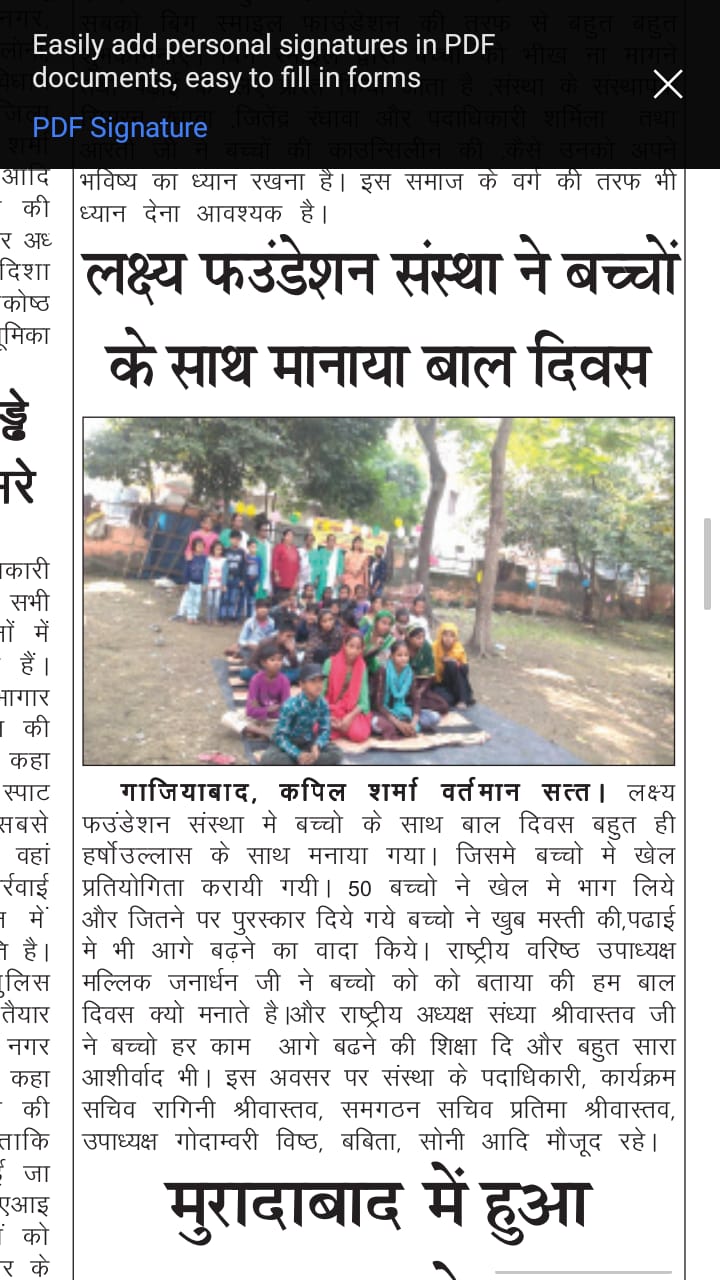 Easily add personal signatures in PDF
documents, easy to fill in forms
PDF Signature
भविष्य का ध्यान रखना है। इस समाज के वर्ग की तरफ भी
ध्यान देना आवश्यक है।
लक्ष्य फउंडेशन संस्था ने बच्चों
के साथ मानाया बाल दिवस
गाजियाबाद, कपिल शर्मा वर्तमान सत्त। लक्ष्य
फउंडेशन संस्था मे बच्चो के साथ बाल दिवस बहुत ही
हर्षोउल्लास के साथ मनाया गया। जिसमे बच्चो मे खेल
प्रतियोगिता करायी गयी। 50 बच्चो ने खेल मे भाग लिये
और जितने पर पुरस्कार दिये गये बच्चो ने खुब मस्ती की,पढाई
मे भी आगे बढ़ने का वादा किये। राष्ट्रीय वरिष्ठ उपाध्यक्ष
मल्लिक जनार्धन जी ने बच्चो को को बताया की हम बाल
दिवस क्यो मनाते है।और राष्ट्रीय अध्यक्ष संध्या श्रीवास्तव जी
ने बच्चो हर काम आगे बढने की शिक्षा दि और बहुत सारा
आशीर्वाद भी। इस अवसर पर संस्था के पदाधिकारी, कार्यक्रम
सचिव रागिनी श्रीवास्तव, समगठन सचिव प्रतिमा श्रीवास्तव,
उपाध्यक्ष गोदाम्वरी विष्ठ, बबिता, सोनी आदि मौजूद रहे।
मुरादाबाद में हुआ
आदि
की
दिशा
कोष्ठ
सभी
में
हैं।
की
कहा
वहां
में
है।
तैयार
नगर
कहा
की
ताकि
जा
को
के